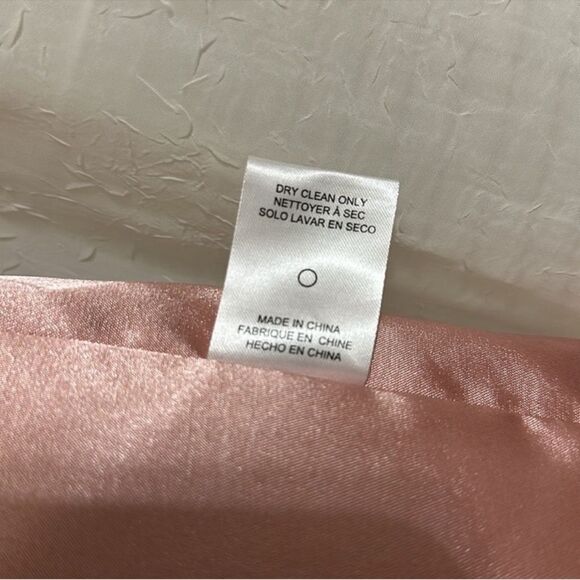 DRY CLEAN ONLY
NETTOYER À SEC
SOLO LAVAR EN SECO
MADE IN CHINA
FABRIQUE EN CHINE
HECHO EN CHINA